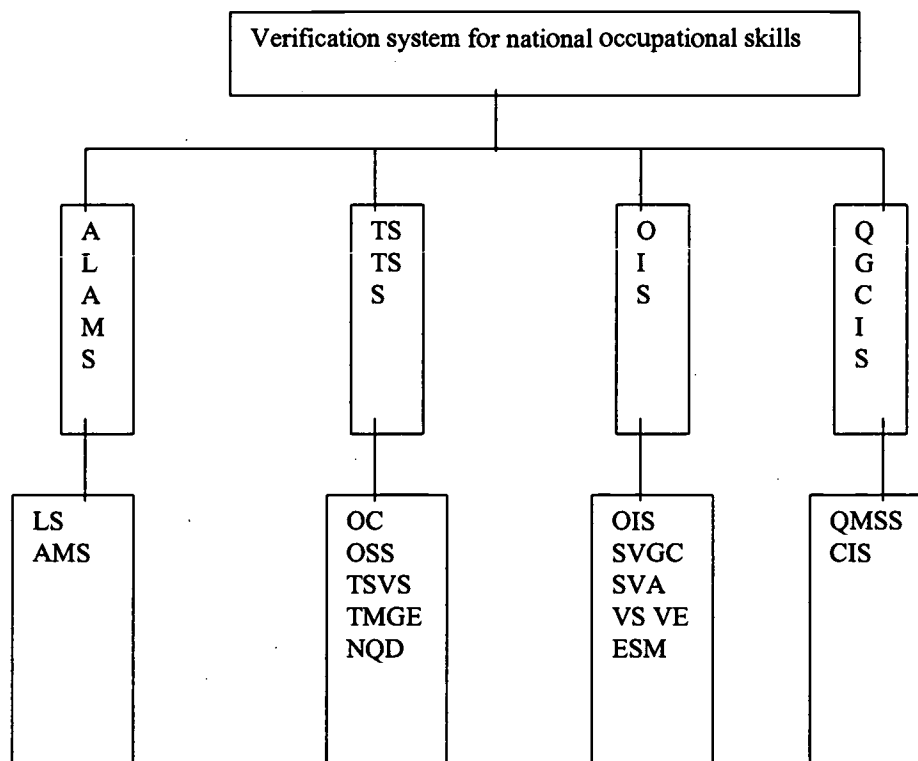 Verification system for national occupational skills
A
L
A
M
S
TS
TS
S
O
I
S
Q
G
C
I
S
LS
AMS
OC
OSS
TSVS
TMGE
NQD
OIS
SVGC
SVA
VS VE
ESM
QMSS
CIS